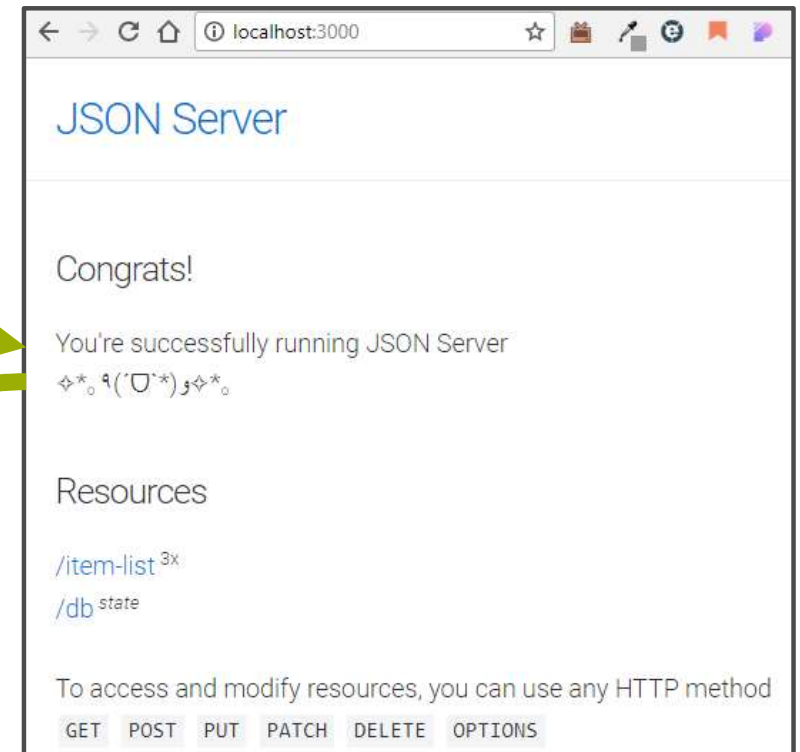 localhost:3000
JSON Server
Congrats!
You're successfully running JSON Server
✧*。٩(ˊᗜˋ*)و✧*。
Resources
/item-list 3x
/db state
To access and modify resources, you can use any HTTP method
GET POST PUT PATCH DELETE OPTIONS